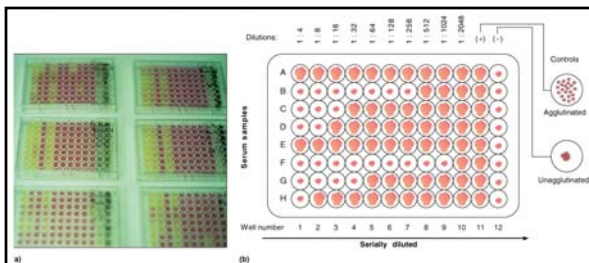 Dilutions:
1:4
1:8
1:16
1:32
1:64
1:128
1:256
1:512
1:1024
1:2048
(+)
(-)
Controls
Agglutinated
Unagglutinated
Serum samples
A
B
C
D
E
F
G
H
Well number 1 2 3 4 5 6 7 8 9 10 11 12
a)
(b)
Serially diluted